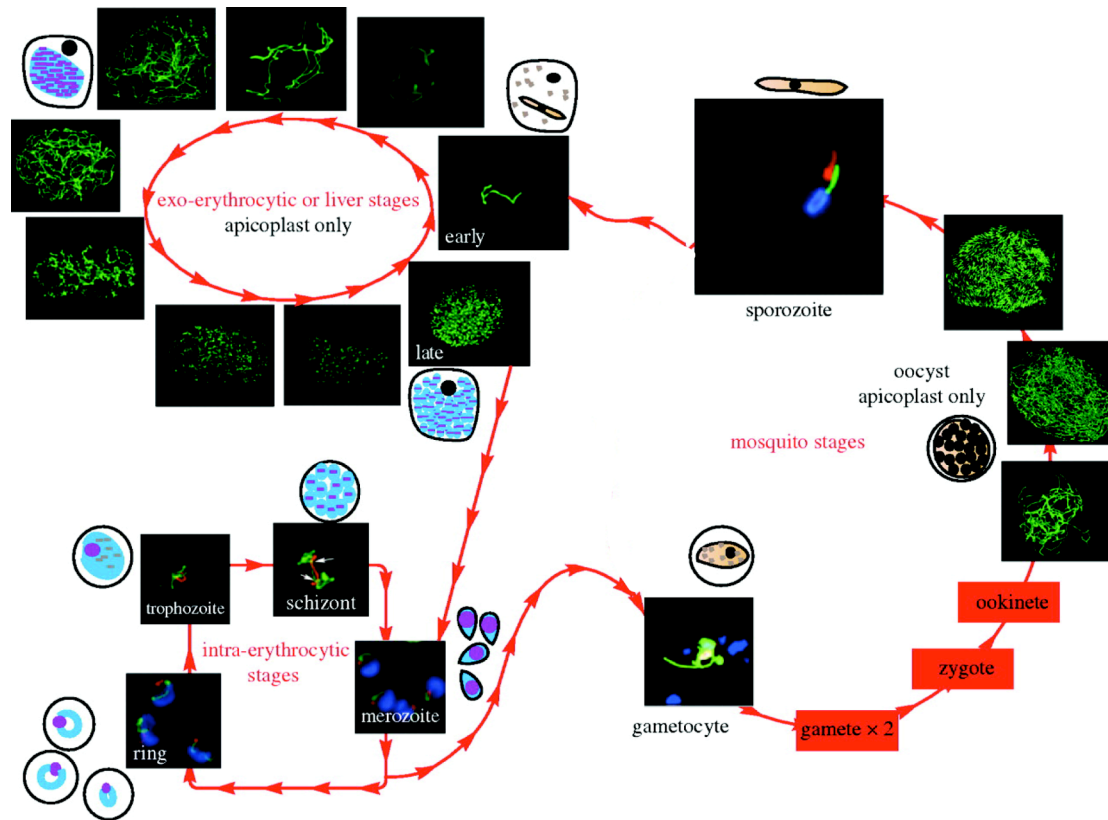 exo-erythrocytic or liver stages
apicoplast only
early
late
sporozoite
oocyst
apicoplast only
mosquito stages
trophozoite
schizont
intra-erythrocytic
stages
merozoite
ring
gametocyte
ookinete
zygote
gamete × 2